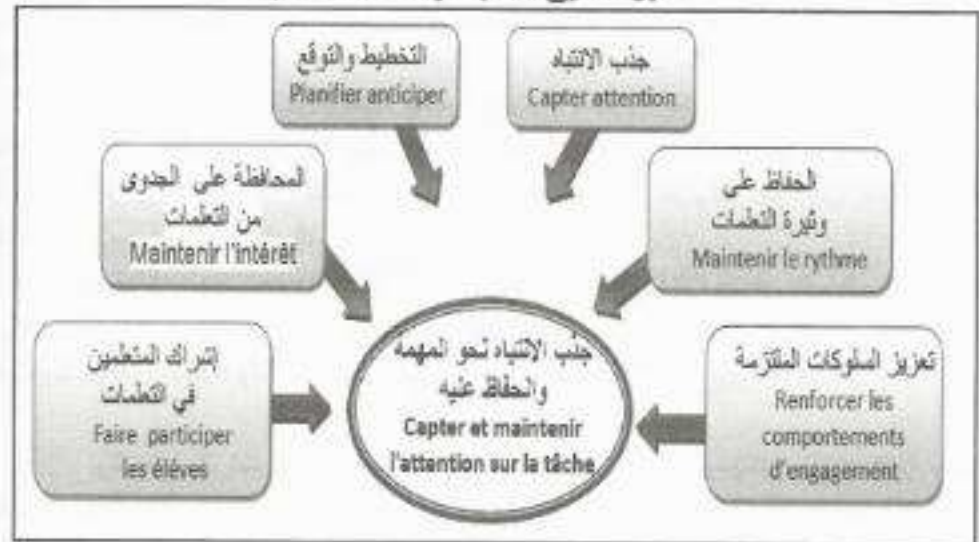 التخطيط والتوقع
Planifier anticiper
جذب الانتباه
Capter attention
المحافظة على الجدوى
من التعلمات
Maintenir l'intérêt
الحفاظ على
وثيرة التعلمات
Maintenir le rythme
إشراك المتعلمين
في التعلمات
Faire participer
les élèves
جذب الانتباه نحو المهمه
والحفاظ عليه
Capter et maintenir
l'attention sur la tâche
تعزيز السلوكات الملتزمة
Renforcer les
comportements
d'engagement